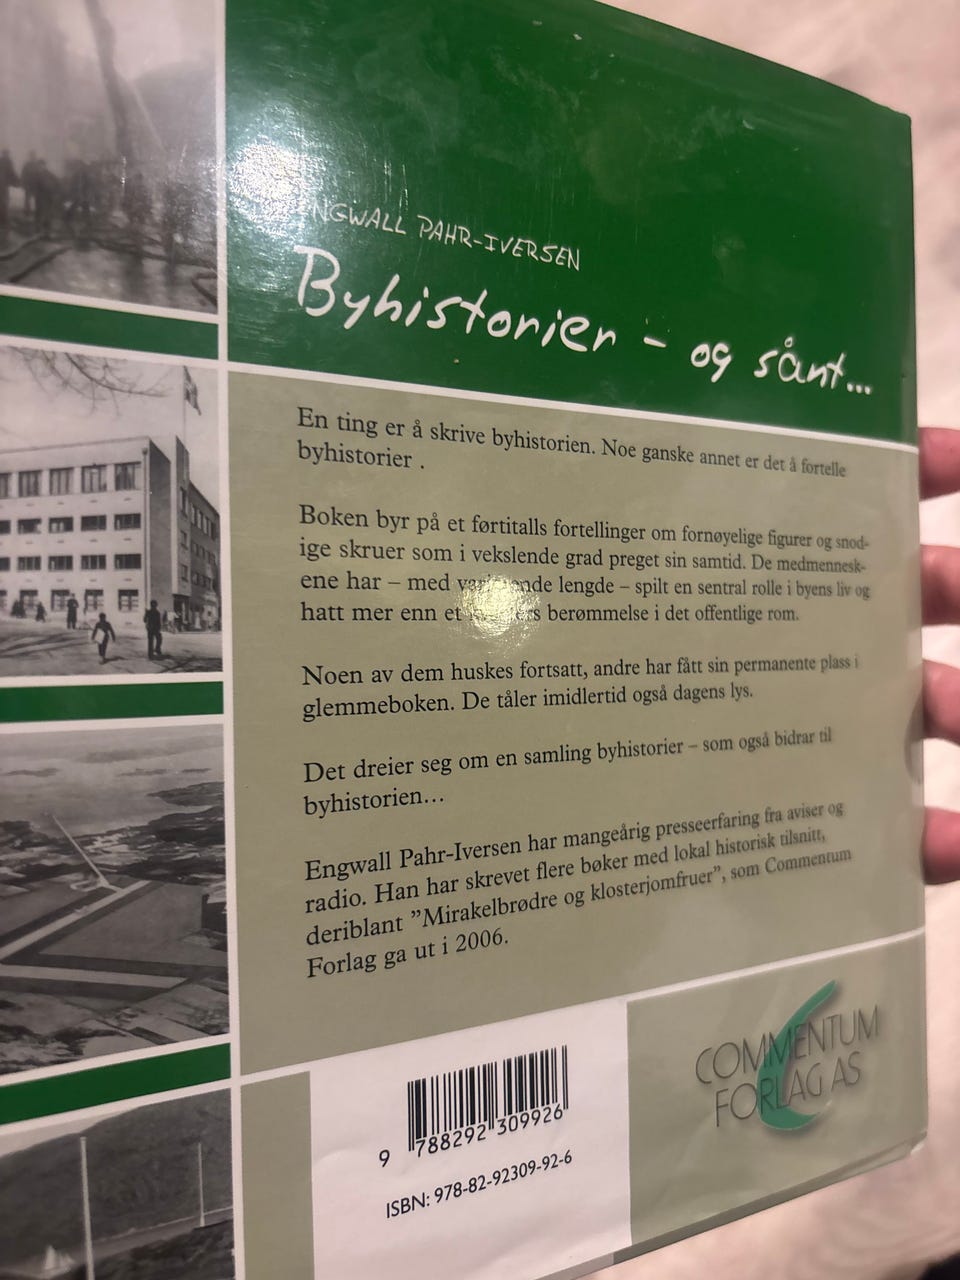 NGWALL PAHR-IVERSEN
Byhistorier - og sånt...
En ting er å skrive byhistorien. Noe ganske annet er det å fortelle
byhistorier .
Boken byr på et førtitalls fortellinger om fornøyelige figurer og snod-
ige skruer som i vekslende grad preget sin samtid. De medmennesk-
ene har – med varierende lengde – spilt en sentral rolle i byens liv og
hatt mer enn et berømmelse i det offentlige rom.
Noen av dem huskes fortsatt, andre har fått sin permanente plass i
glemmeboken. De tåler imidlertid også dagens lys.
Det dreier seg om en samling byhistorier – som også bidrar til
byhistorien…
Engwall Pahr-Iversen har mangeårig presseerfaring fra aviser og
radio. Han har skrevet flere bøker med lokal historisk tilsnitt,
deriblant ”Mirakelbrødre og klosterjomfruer”, som Commentum
Forlag ga ut i 2006.
COMMENTUM
FORLAG AS
9 788292 309926
ISBN: 978-82-92309-92-6